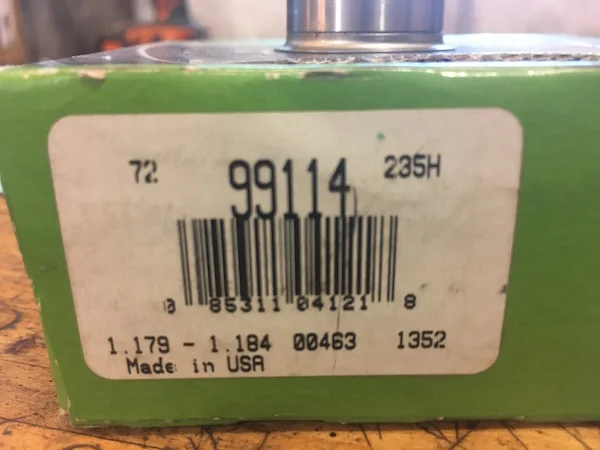 72 99114 235H
0 85311 04121 8
1.179 - 1.184 00463 1352
Made in USA